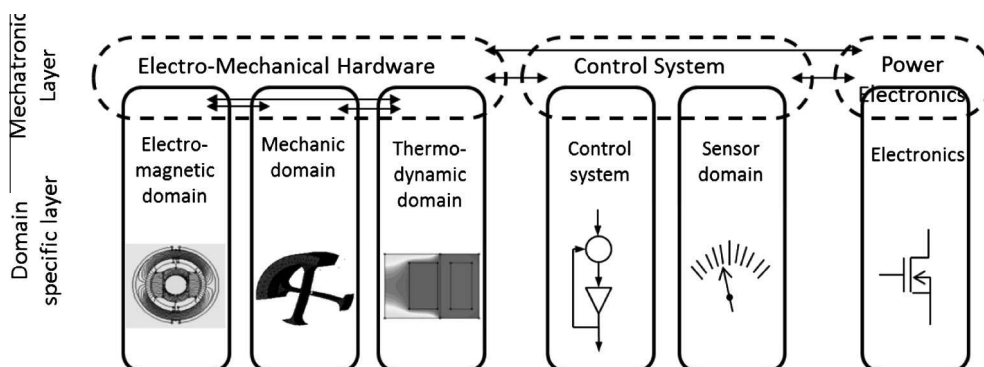 Mechatronic
Layer
Electro-Mechanical Hardware
Control System
Power
Electronics
Domain
specific layer
Electro-
magnetic
domain
Mechanic
domain
Thermo-
dynamic
domain
Control
system
Sensor
domain
Electronics